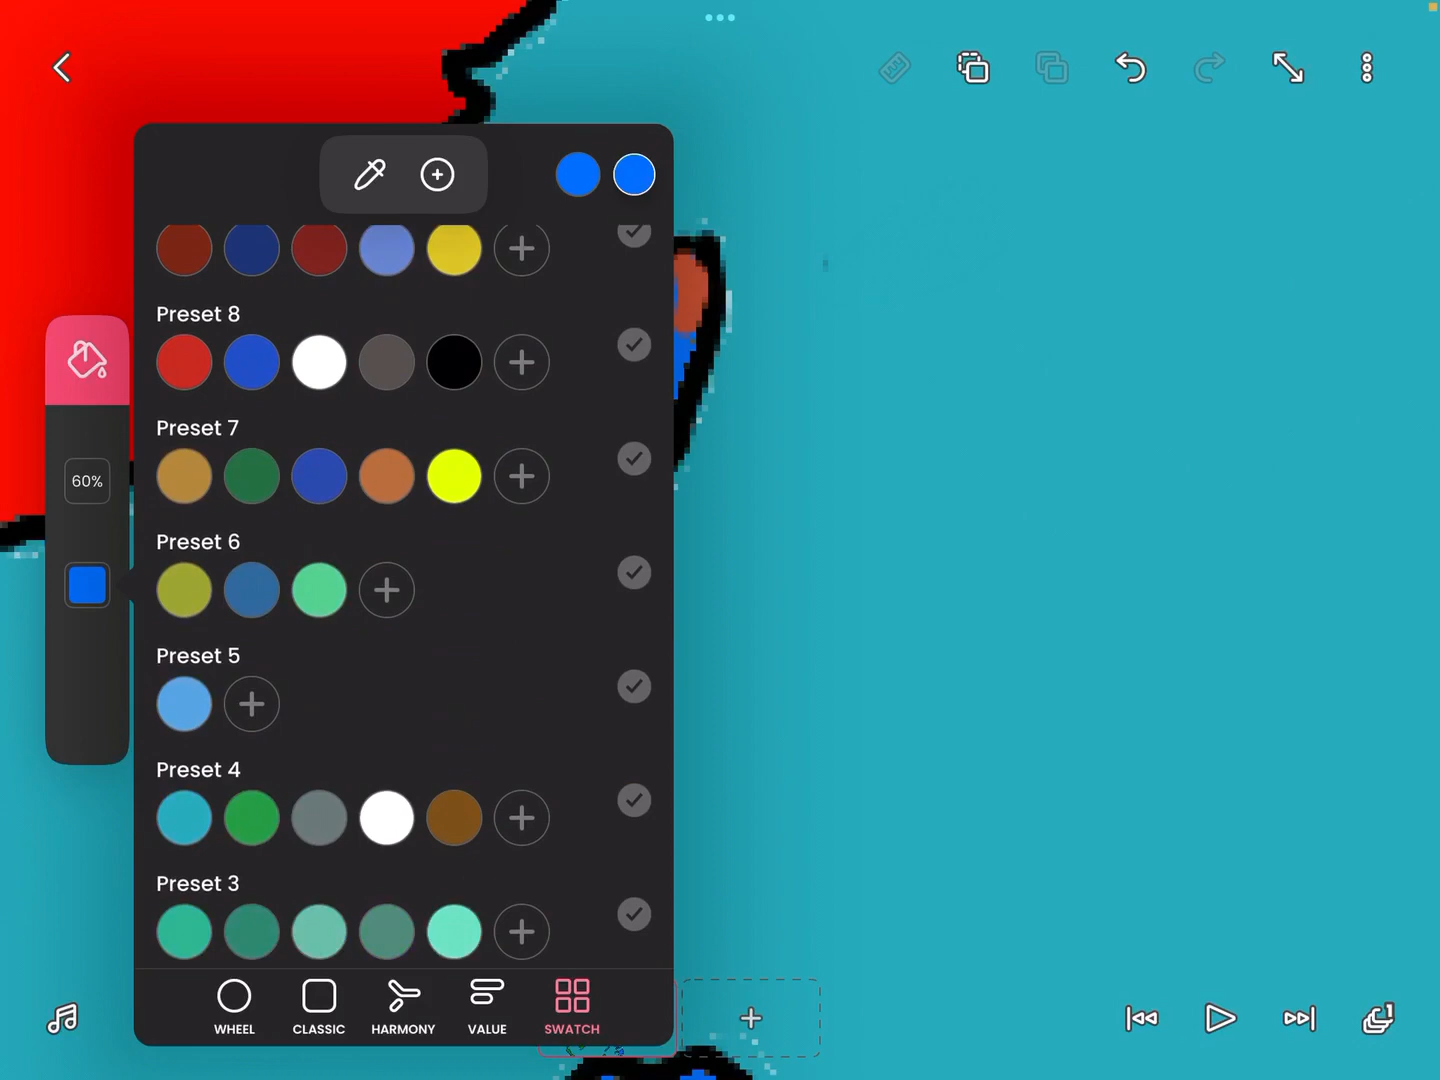 Preset 8
Preset 7
60%
Preset 6
Preset 5
Preset 4
Preset 3
WHEEL
CLASSIC
HARMONY
VALUE
SWATCH